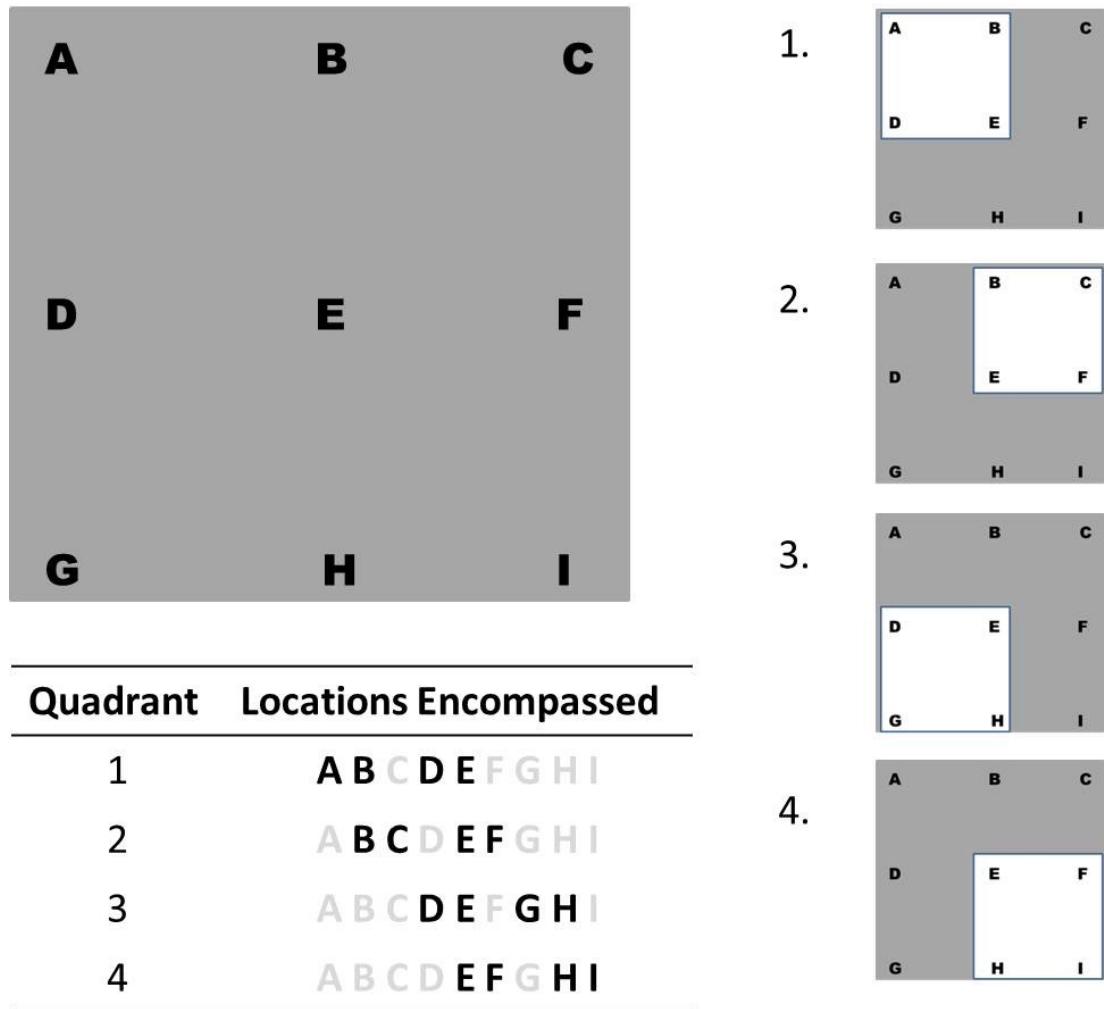 A B C
D E F
G H I
Quadrant Locations Encompassed
1 A B C D E F G H I
2 A B C D E F G H I
3 A B C D E F G H I
4 A B C D E F G H I
1.
A B C
D E F
G H I
2.
A B C
D E F
G H I
3.
A B C
D E F
G H I
4.
A B C
D E F
G H I